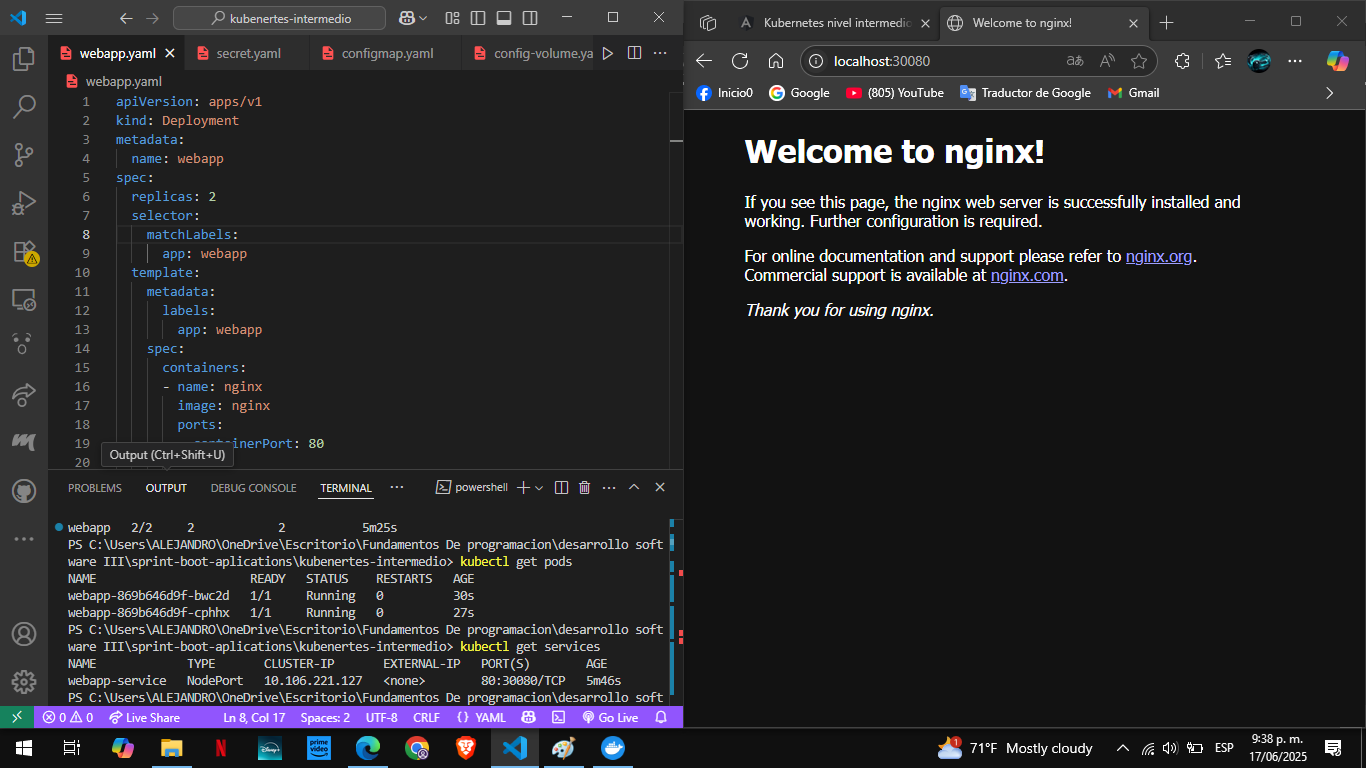 kubenertes-intermedio
webapp.yaml
secret.yaml
configmap.yaml
config-volume.ya
webapp.yaml
1 apiVersion: apps/v1
2 kind: Deployment
3 metadata:
4 name: webapp
5 spec:
6 replicas: 2
7 selector:
8 matchLabels:
9 app: webapp
10 template:
11 metadata:
12 labels:
13 app: webapp
14 spec:
15 containers:
16 - name: nginx
17 image: nginx
18 ports:
19 containerPort: 80
20
Output (Ctrl+Shift+U)
PROBLEMS OUTPUT DEBUG CONSOLE TERMINAL ··· powershell
webapp 2/2 2 2 5m25s
PS C:\Users\ALEJANDRO\OneDrive\Escritorio\Fundamentos De programacion\desarrollo soft
ware III\sprint-boot-aplications\kubenertes-intermedio> kubectl get pods
NAME READY STATUS RESTARTS AGE
webapp-869b646d9f-bwc2d 1/1 Running 0 30s
webapp-869b646d9f-cphhx 1/1 Running 0 27s
PS C:\Users\ALEJANDRO\OneDrive\Escritorio\Fundamentos De programacion\desarrollo soft
ware III\sprint-boot-aplications\kubenertes-intermedio> kubectl get services
NAME TYPE CLUSTER-IP EXTERNAL-IP PORT(S) AGE
webapp-service NodePort 10.106.221.127 <none> 80:30080/TCP 5m46s
PS C:\Users\ALEJANDRO\OneDrive\Escritorio\Fundamentos De programacion\desarrollo soft
0 0 Live Share Ln 8, Col 17 Spaces: 2 UTF-8 CRLF {} YAML Go Live
Kubernetes nivel intermedio
Welcome to nginx!
localhost:30080
Inicio0 Google (805) YouTube Traductor de Google Gmail
Welcome to nginx!
If you see this page, the nginx web server is successfully installed and
working. Further configuration is required.
For online documentation and support please refer to nginx.org.
Commercial support is available at nginx.com.
Thank you for using nginx.
N
Disney+
prime video
1
71°F Mostly cloudy
ESP
9:38 p. m.
17/06/2025